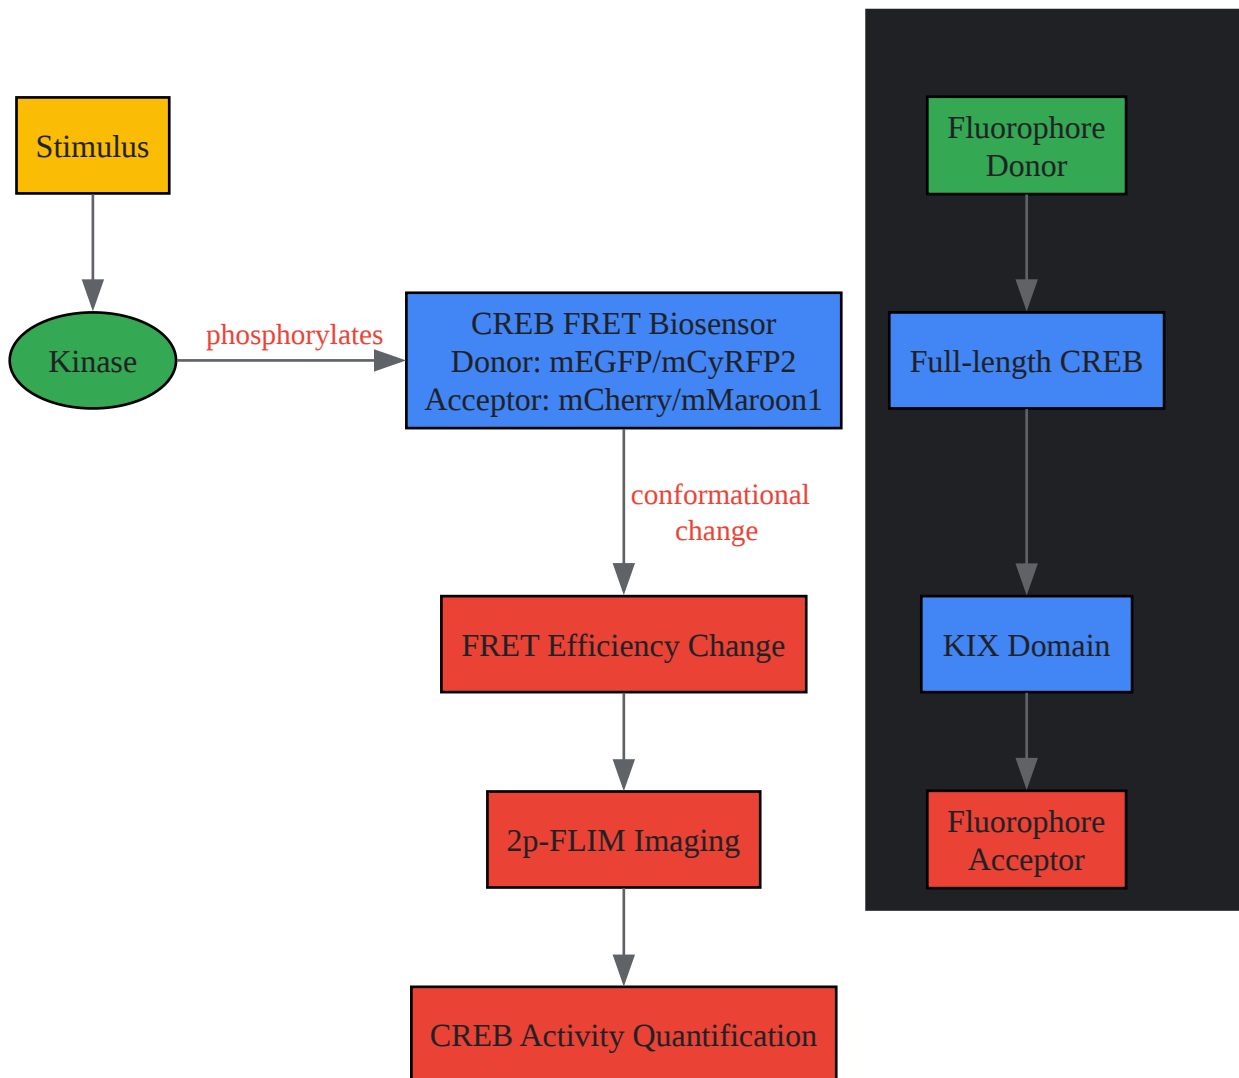 Stimulus
Kinase
phosphorylates
CREB FRET Biosensor
Donor: mEGFP/mCyRFP2
Acceptor: mCherry/mMaroon1
conformational
change
FRET Efficiency Change
2p-FLIM Imaging
CREB Activity Quantification
Fluorophore
Donor
Full-length CREB
KIX Domain
Fluorophore
Acceptor